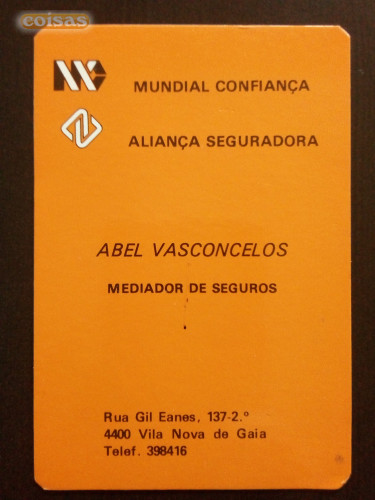 coisas
MUNDIAL CONFIANÇA
ALIANÇA SEGURADORA
ABEL VASCONCELOS
MEDIADOR DE SEGUROS
Rua Gil Eanes, 137-2.º
4400 Vila Nova de Gaia
Telef. 398416